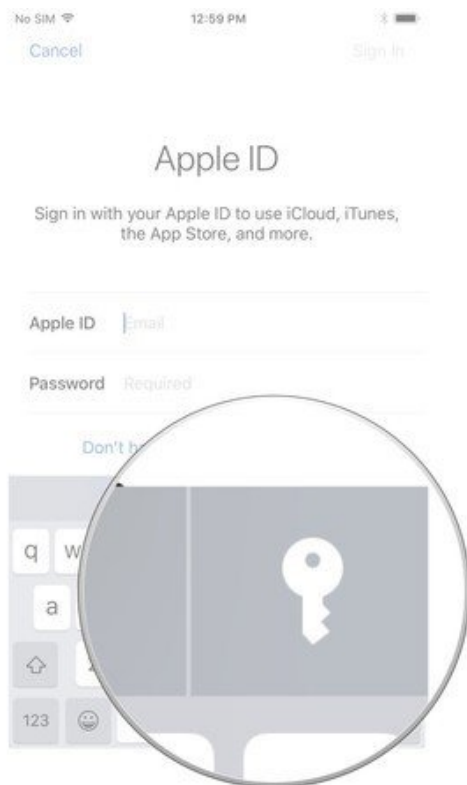 No SIM 12:59 PM
Cancel Sign In
Apple ID
Sign in with your Apple ID to use iCloud, iTunes,
the App Store, and more.
Apple ID Email
Password Required
Don't
q w
a
123